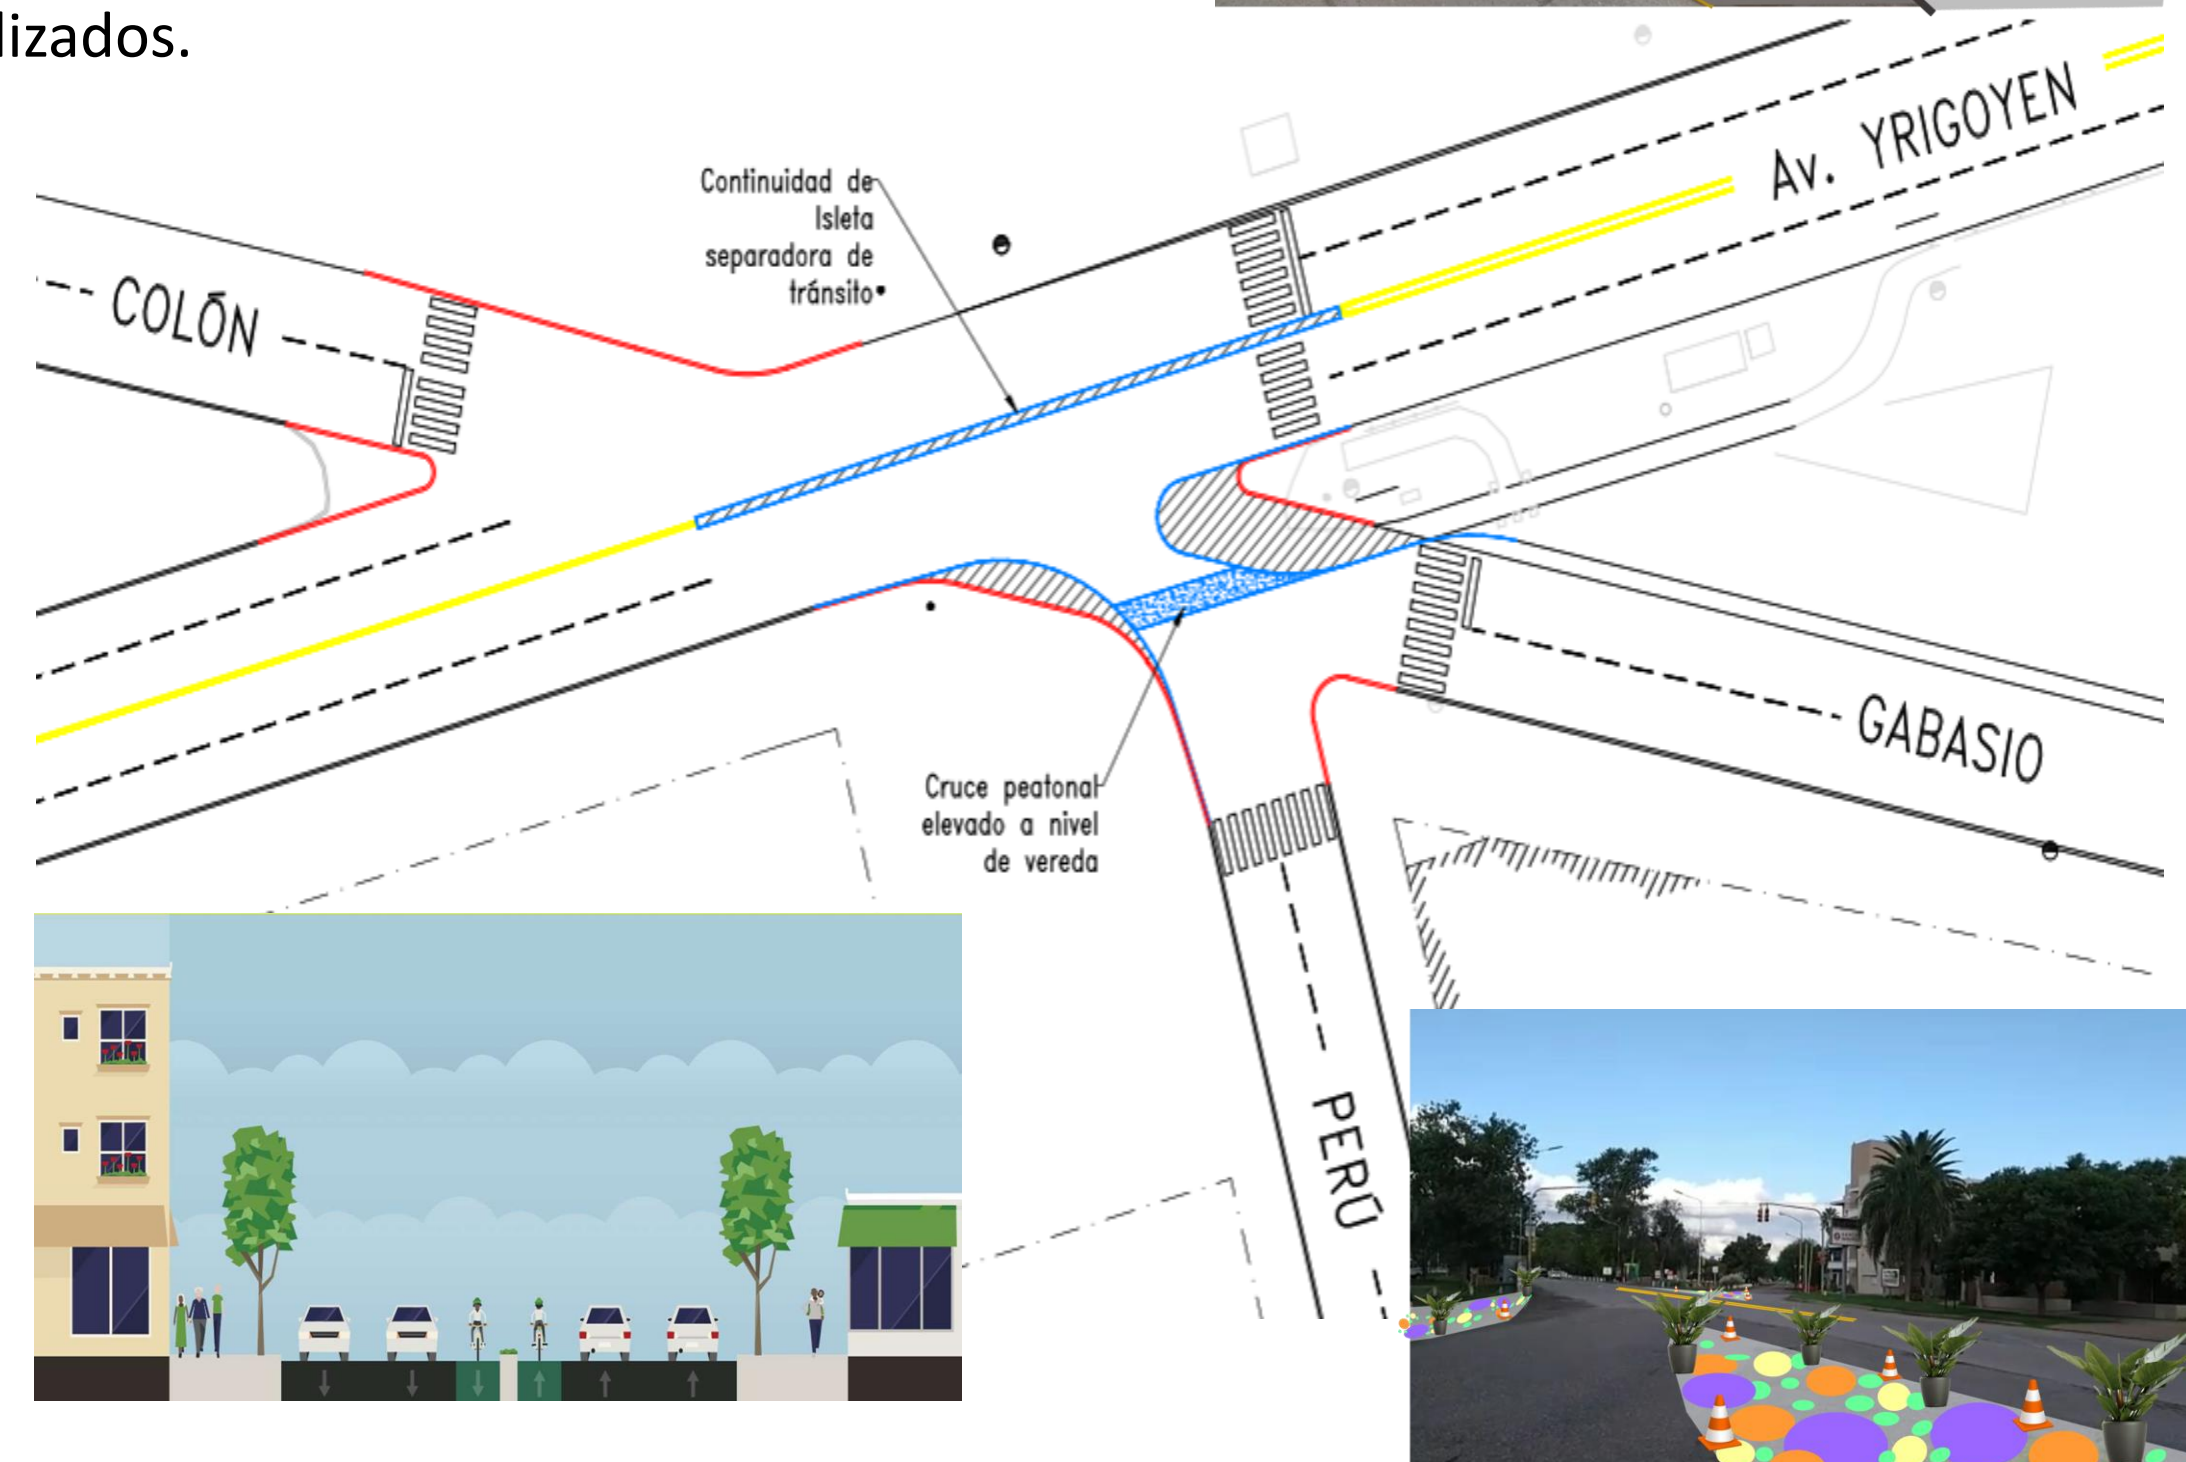 lizados.
Av. YRIGOYEN
Continuidad de
Isleta
separadora de
tránsito
COLÓN
GABASIO
Cruce peatonal
elevado a nivel
de vereda
PERÚ